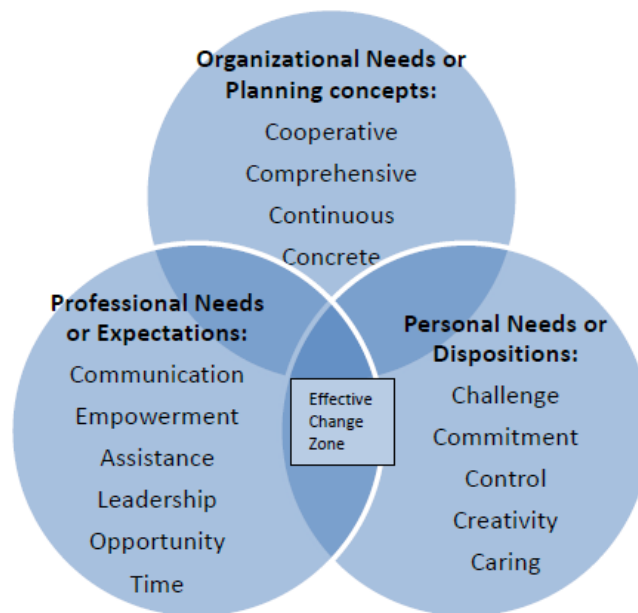 Organizational Needs or
Planning concepts:
Cooperative
Comprehensive
Continuous
Concrete
Professional Needs
or Expectations:
Communication
Empowerment
Assistance
Leadership
Opportunity
Time
Effective
Change
Zone
Personal Needs or
Dispositions:
Challenge
Commitment
Control
Creativity
Caring